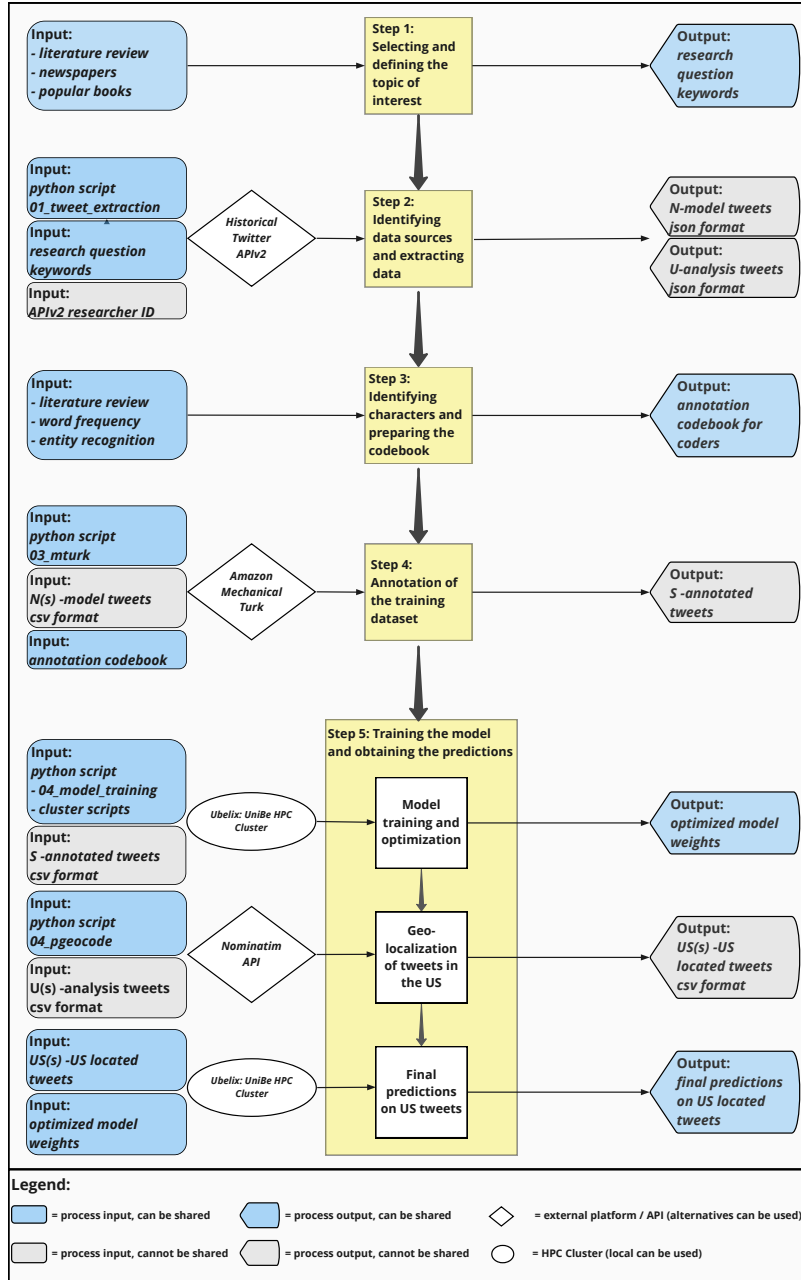 Input:
- literature review
- newspapers
- popular books
Step 1:
Selecting and
defining the
topic of
interest
Output:
research
question
keywords
Input:
python script
01_tweet_extraction
Input:
research question
keywords
Input:
APIv2 researcher ID
Historical
Twitter
APIv2
Step 2:
Identifying
data sources
and extracting
data
Output:
N-model tweets
json format
Output:
U-analysis tweets
json format
Input:
- literature review
- word frequency
- entity recognition
Step 3:
Identifying
characters and
preparing the
codebook
Output:
annotation
codebook for
coders
Input:
python script
03_mturk
Input:
N(s) -model tweets
csv format
Input:
annotation codebook
Amazon
Mechanical
Turk
Step 4:
Annotation of
the training
dataset
Output:
S -annotated
tweets
Step 5: Training the model
and obtaining the predictions
Input:
python script
- 04_model_training
- cluster scripts
Input:
S -annotated tweets
csv format
Ubelix: UniBe HPC
Cluster
Model
training and
optimization
Output:
optimized model
weights
Input:
python script
04_pgeocode
Input:
U(s) -analysis tweets
csv format
Nominatim
API
Geo-
localization
of tweets in
the US
Output:
US(s) -US
located tweets
csv format
Input:
US(s) -US located
tweets
Input:
optimized model
weights
Ubelix: UniBe HPC
Cluster
Final
predictions
on US tweets
Output:
final predictions
on US located
tweets
Legend:
= process input, can be shared
= process output, can be shared
= external platform / API (alternatives can be used)
= process input, cannot be shared
= process output, cannot be shared
= HPC Cluster (local can be used)